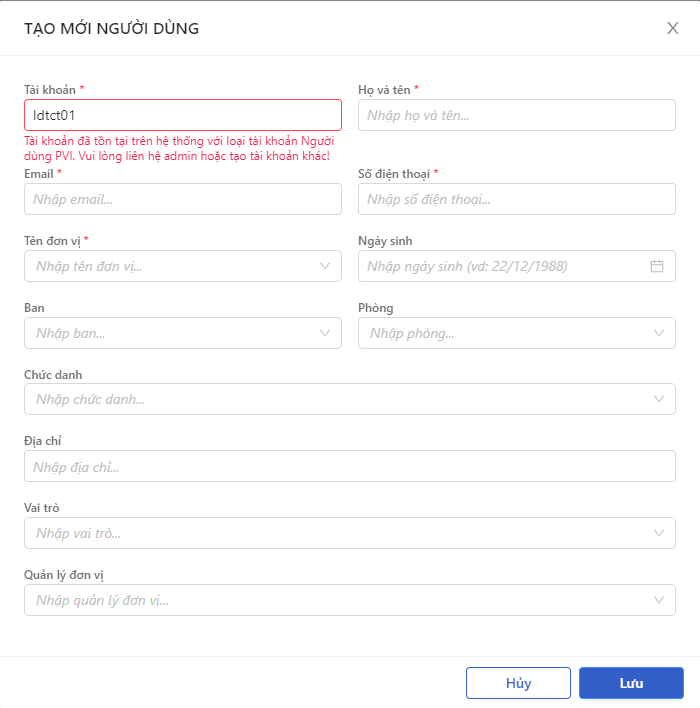 TẠO MỚI NGƯỜI DÙNG
Tài khoản *
Họ và tên *
ldtct01
Nhập họ và tên...
Tài khoản đã tồn tại trên hệ thống với loại tài khoản Người
dùng PVI. Vui lòng liên hệ admin hoặc tạo tài khoản khác!
Email *
Số điện thoại *
Nhập email...
Nhập số điện thoại...
Tên đơn vị *
Ngày sinh
Nhập tên đơn vị...
Nhập ngày sinh (vd: 22/12/1988)
Ban
Phòng
Nhập ban...
Nhập phòng...
Chức danh
Nhập chức danh...
Địa chỉ
Nhập địa chỉ...
Vai trò
Nhập vai trò...
Quản lý đơn vị
Nhập quản lý đơn vị...
Hủy
Lưu